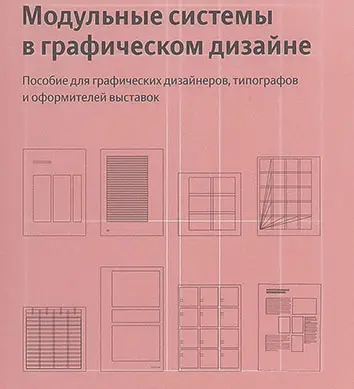 Модульные системы
в графическом дизайне
Пособие для графических дизайнеров, типографов
и оформителей выставок